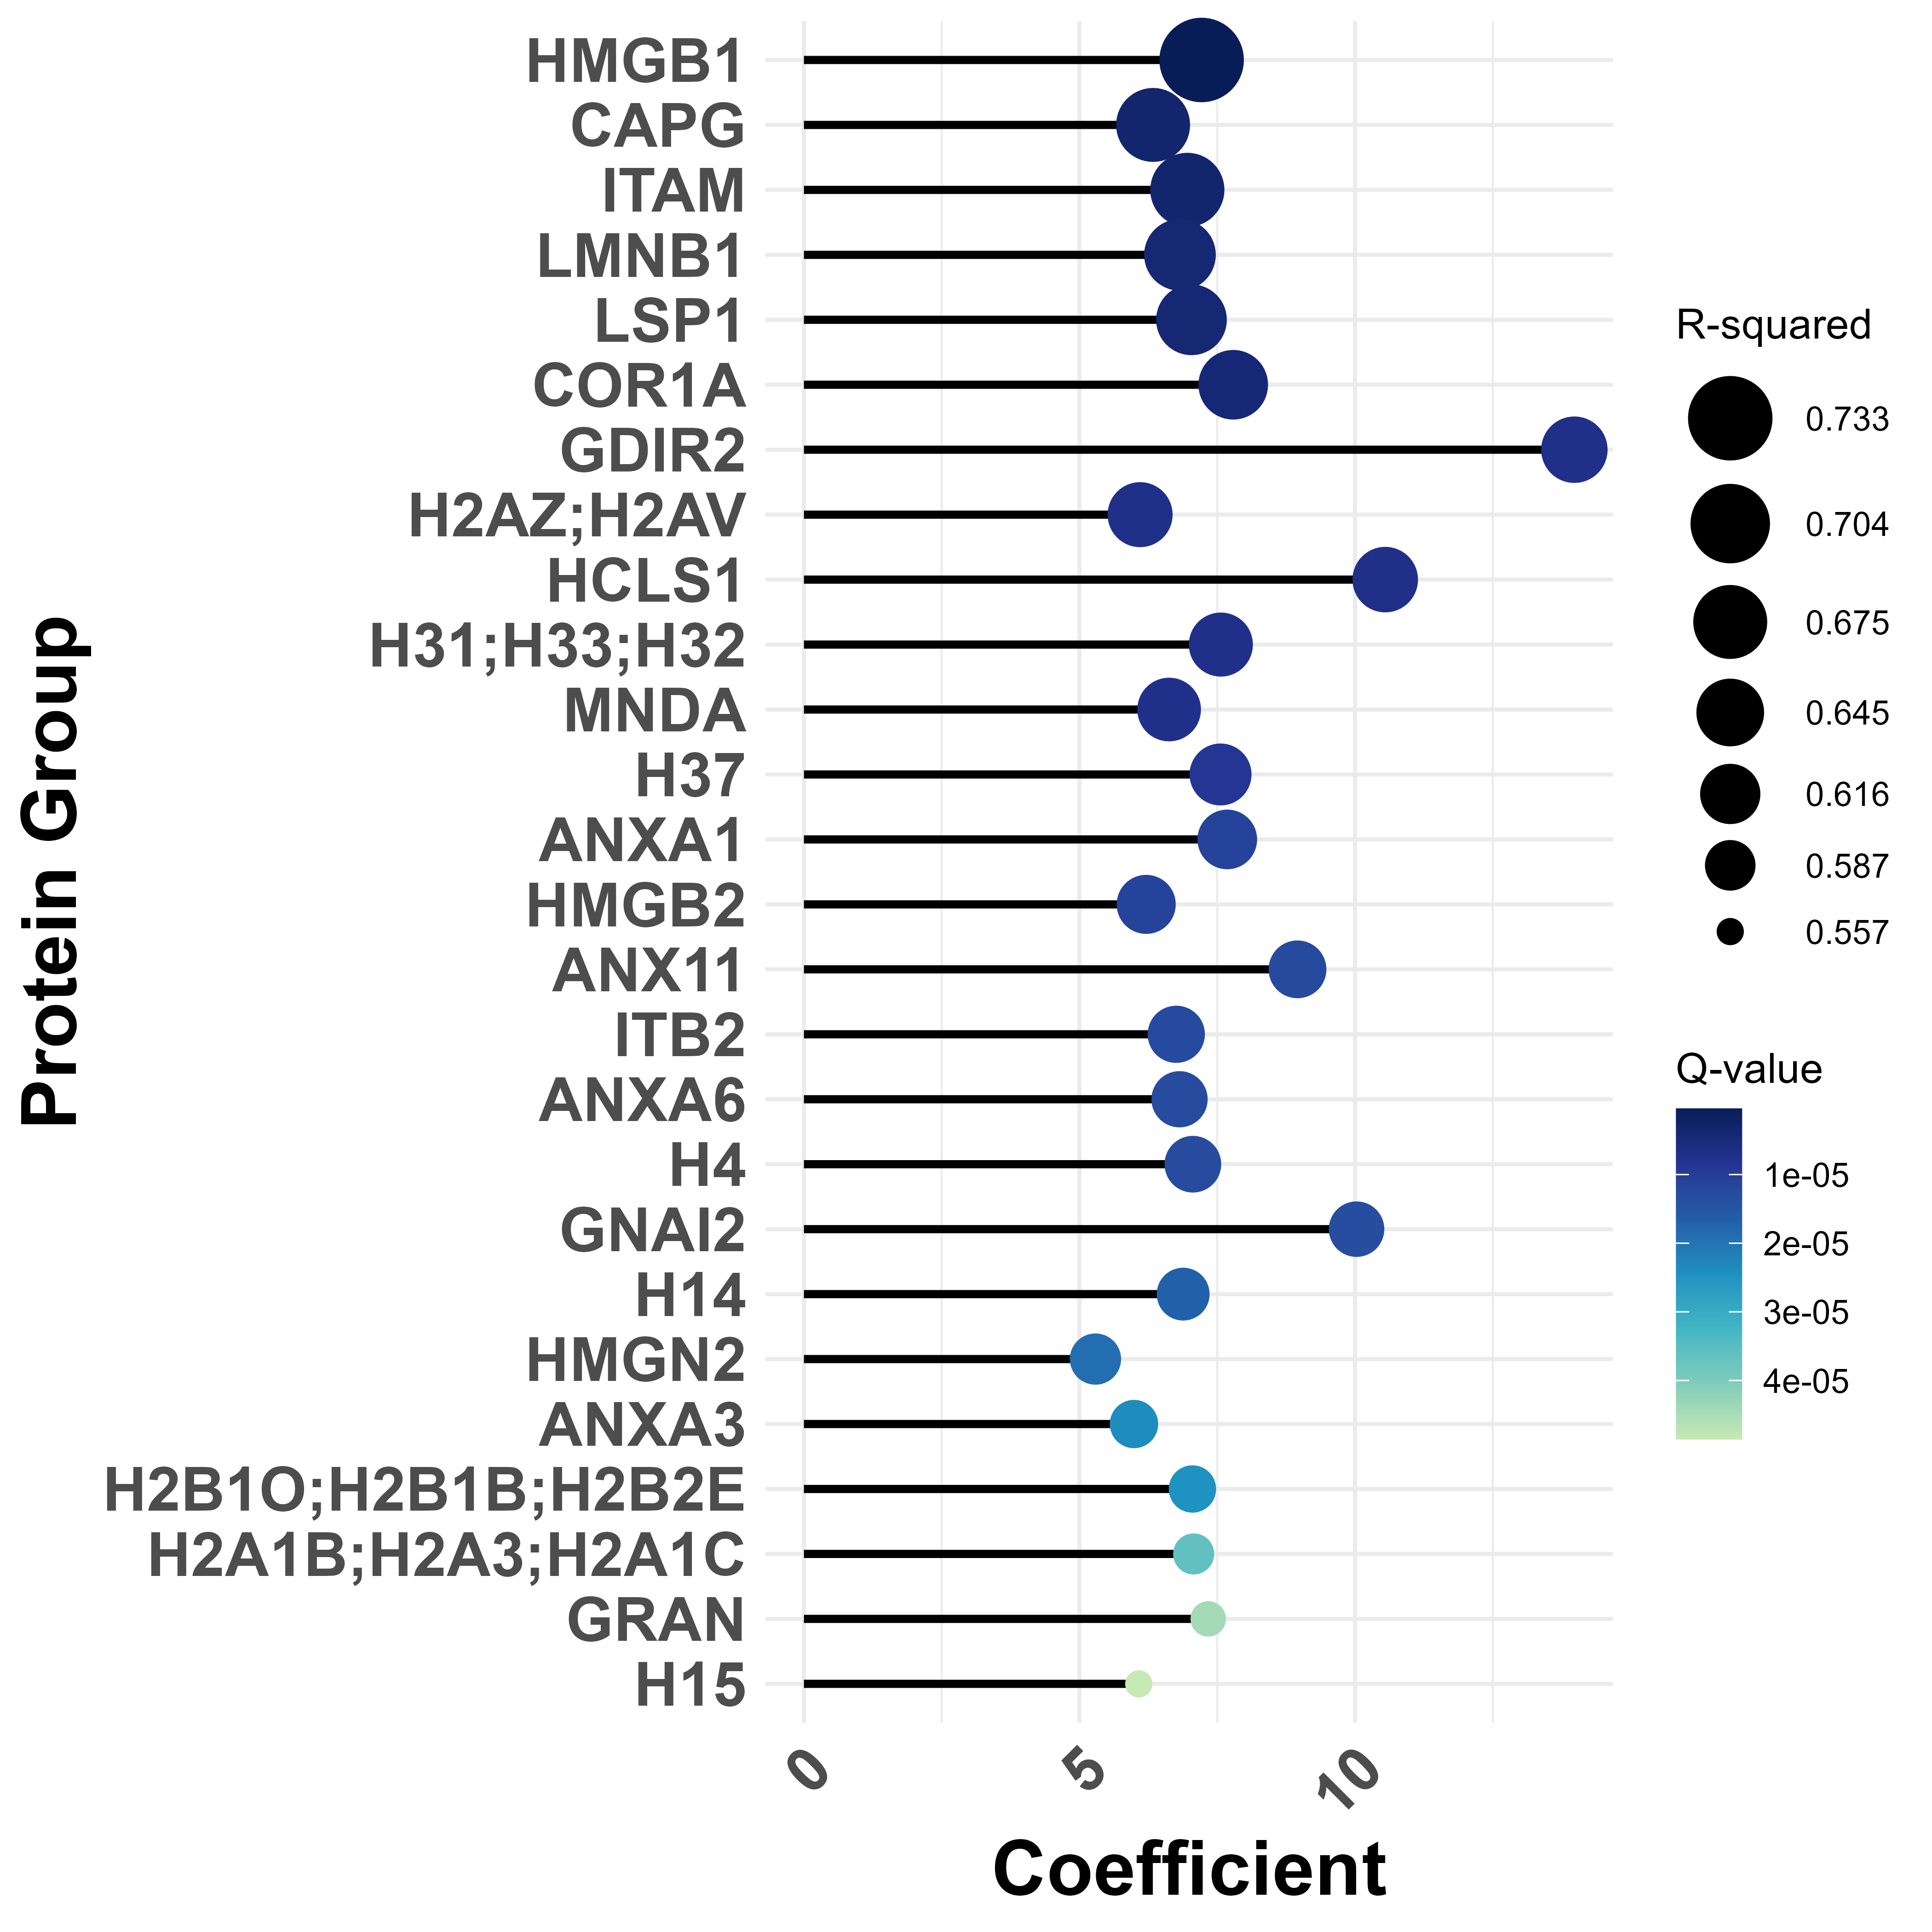 Protein Group
HMGB1
CAPG
ITAM
LMNB1
LSP1
COR1A
GDIR2
H2AZ;H2AV
HCLS1
H31;H33;H32
MNDA
H37
ANXA1
HMGB2
ANX11
ITB2
ANXA6
H4
GNAI2
H14
HMGN2
ANXA3
H2B1O;H2B1B;H2B2E
H2A1B;H2A3;H2A1C
GRAN
H15
0
5
10
Coefficient
R-squared
0.733
0.704
0.675
0.645
0.616
0.587
0.557
Q-value
1e-05
2e-05
3e-05
4e-05